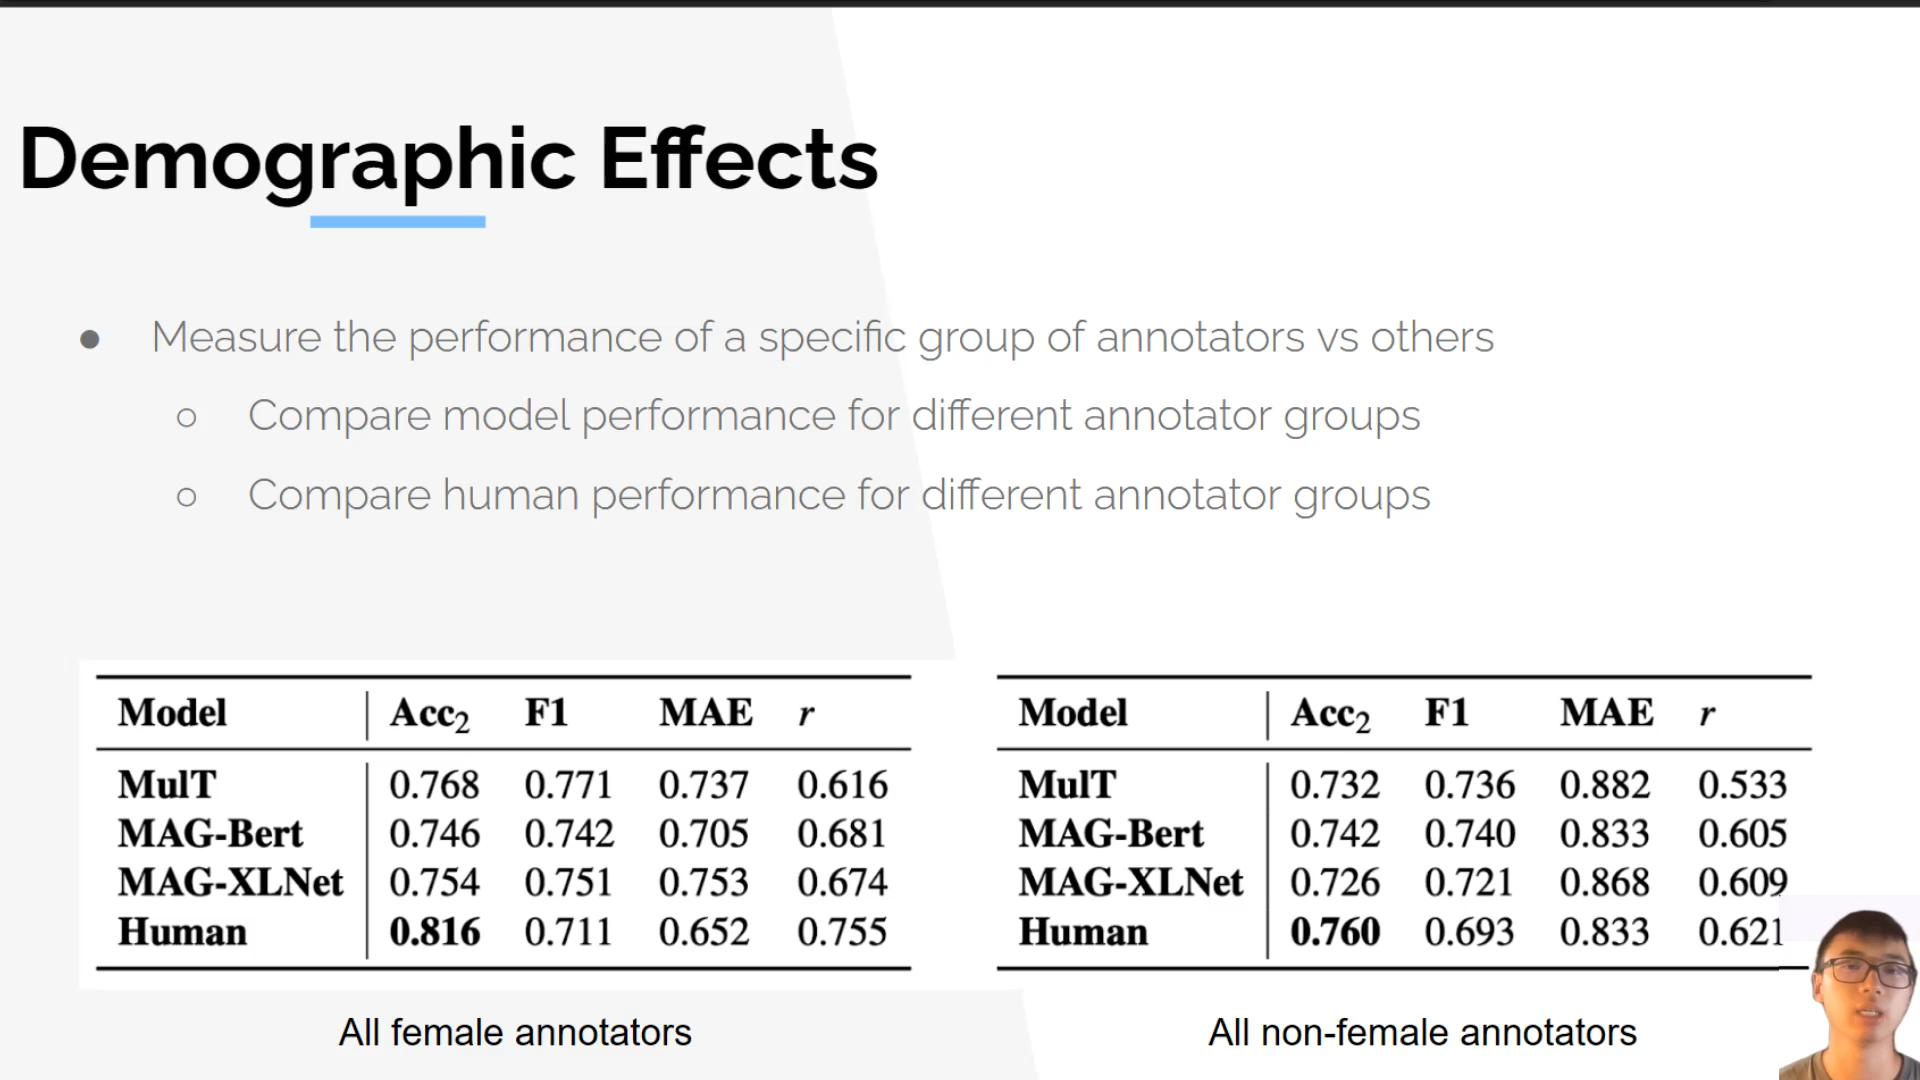 Demographic Effects
● Measure the performance of a specific group of annotators vs others
○ Compare model performance for different annotator groups
○ Compare human performance for different annotator groups
Model Acc₂ F1 MAE r
MulT 0.768 0.771 0.737 0.616
MAG-Bert 0.746 0.742 0.705 0.681
MAG-XLNet 0.754 0.751 0.753 0.674
Human 0.816 0.711 0.652 0.755
All female annotators
Model Acc₂ F1 MAE r
MulT 0.732 0.736 0.882 0.533
MAG-Bert 0.742 0.740 0.833 0.605
MAG-XLNet 0.726 0.721 0.868 0.609
Human 0.760 0.693 0.833 0.621
All non-female annotators